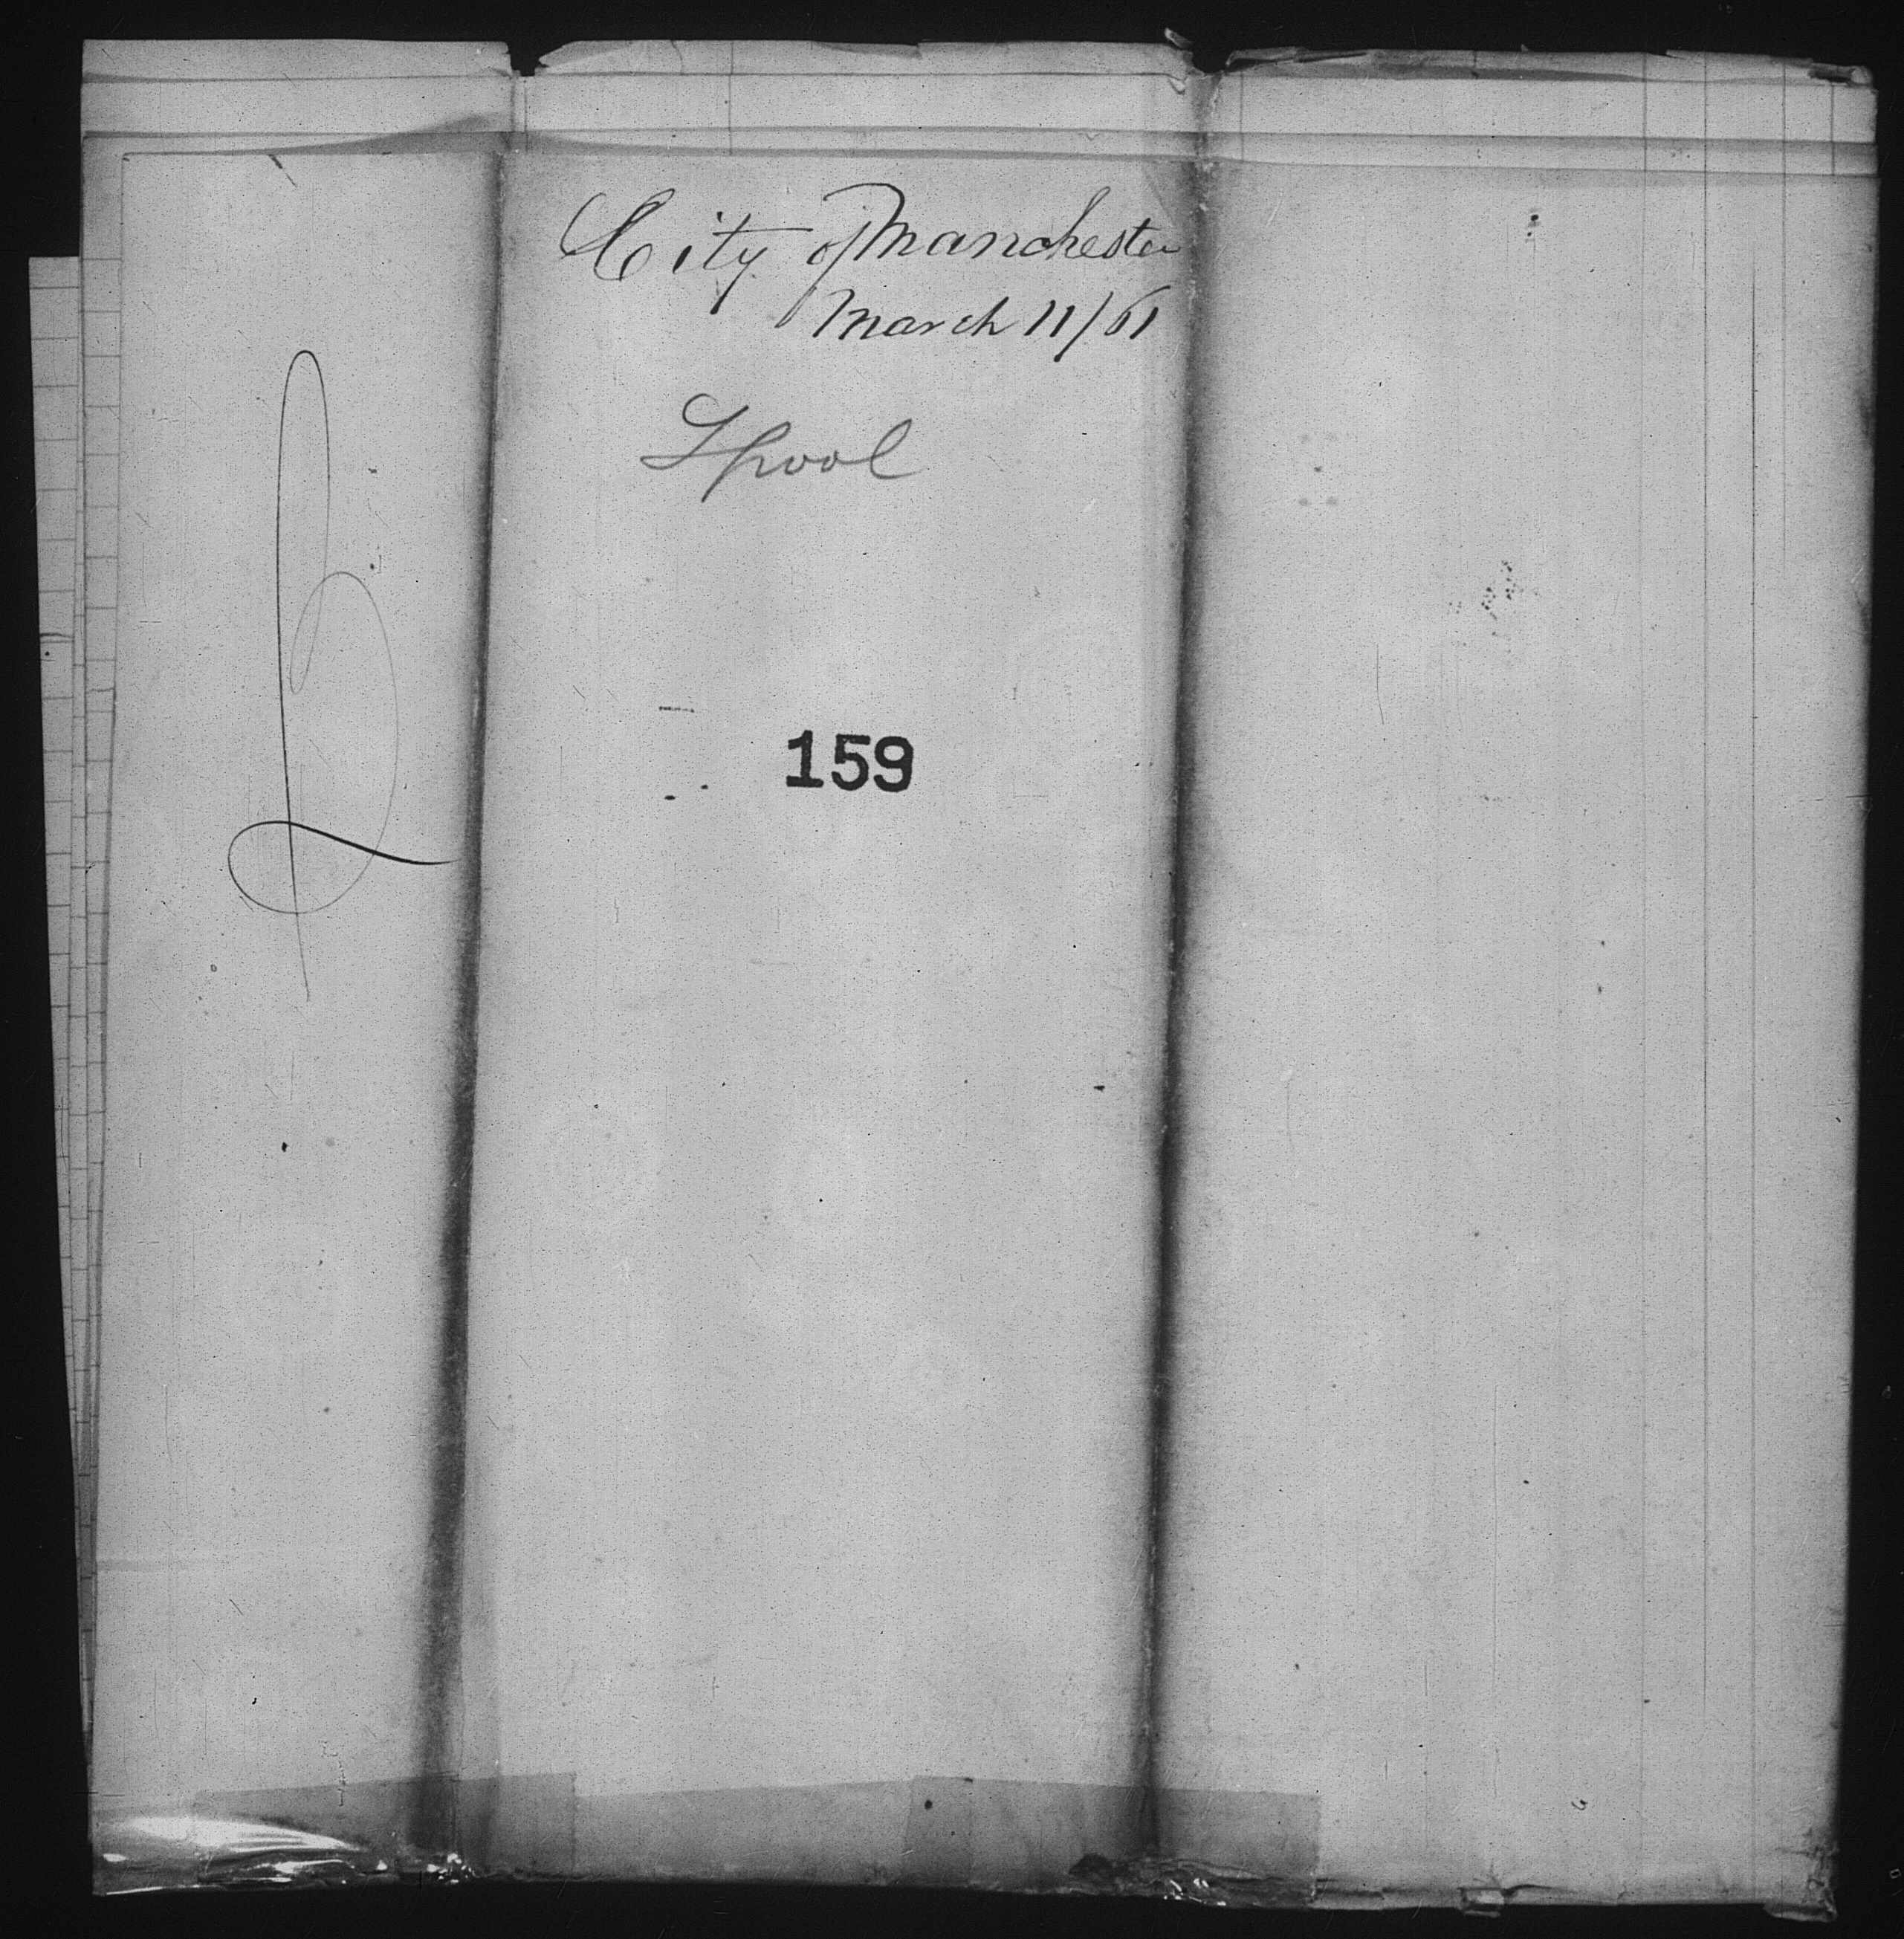 City of Manchester
March 11/61
Lpool
159